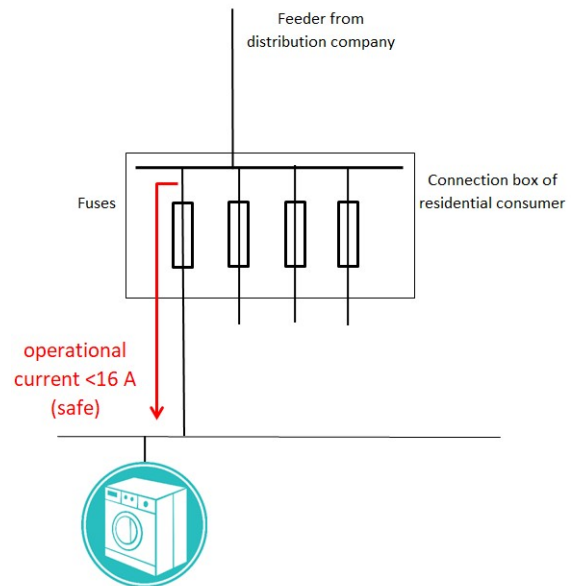 Feeder from
distribution company
Fuses
Connection box of
residential consumer
operational
current <16 A
(safe)